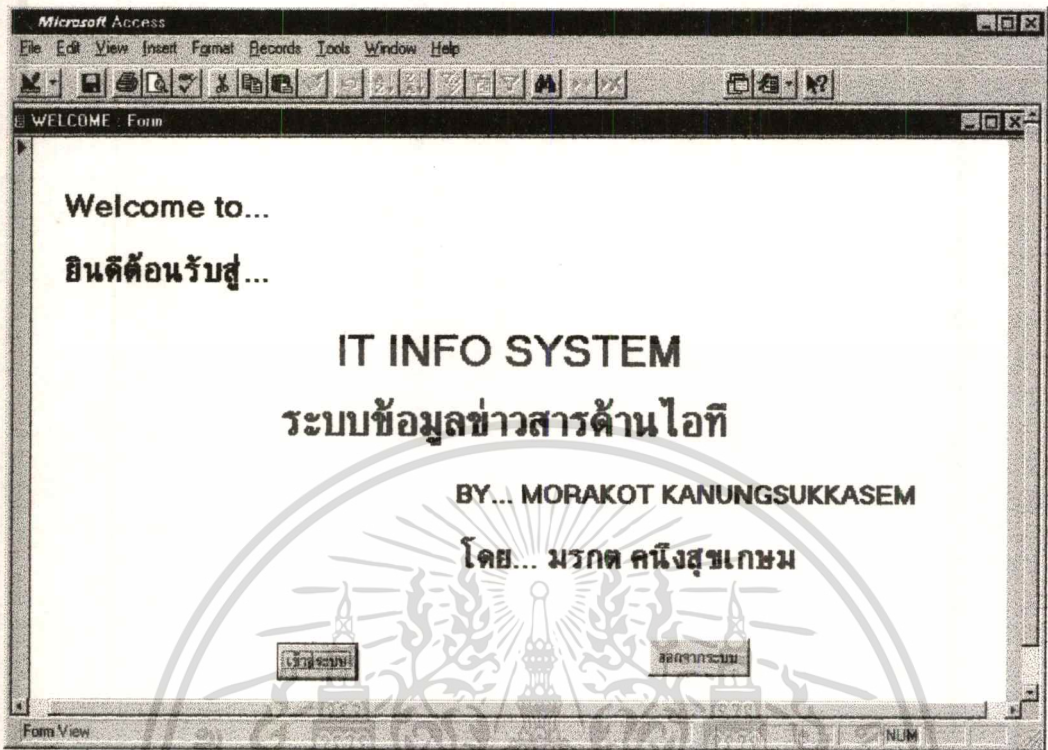 Microsoft Access
File Edit View Insert Format Records Tools Window Help
WELCOME : Form
Welcome to...
ยินดีต้อนรับสู่...
IT INFO SYSTEM
ระบบข้อมูลข่าวสารด้านไอที
BY... MORAKOT KANUNGSUKKASEM
โดย... มรกต คนึงสุขเกษม
เข้าสู่ระบบ ออกจากระบบ
Form View NUM